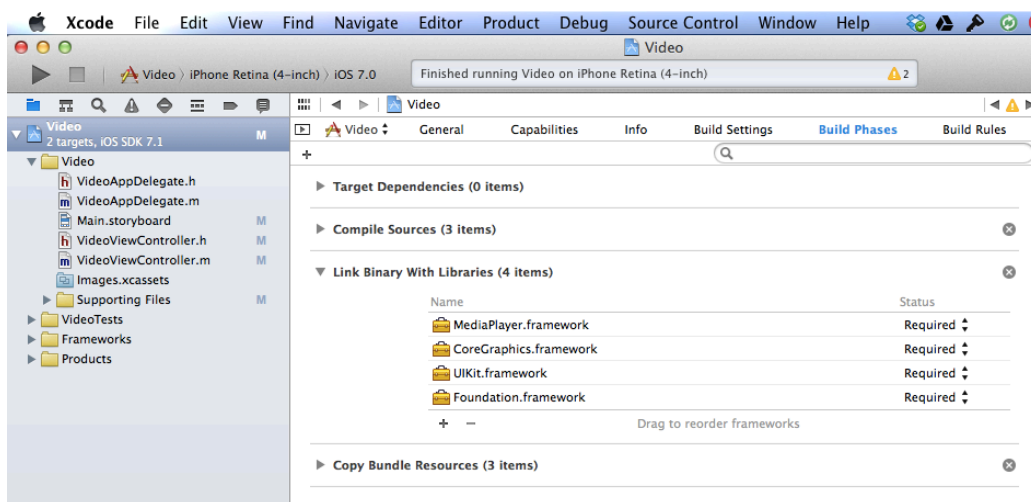 Xcode File Edit View Find Navigate Editor Product Debug Source Control Window Help
Video
Video 〉 iPhone Retina (4-inch) 〉 iOS 7.0
Finished running Video on iPhone Retina (4-inch)
2
Video
Video
M
2 targets, iOS SDK 7.1
Video General Capabilities Info Build Settings Build Phases Build Rules
Video
h VideoAppDelegate.h
m VideoAppDelegate.m
Main.storyboard M
h VideoViewController.h M
m VideoViewController.m M
Images.xcassets
Supporting Files M
VideoTests
Frameworks
Products
Target Dependencies (0 items)
Compile Sources (3 items)
Link Binary With Libraries (4 items)
Name Status
MediaPlayer.framework Required
CoreGraphics.framework Required
UIKit.framework Required
Foundation.framework Required
+ − Drag to reorder frameworks
Copy Bundle Resources (3 items)